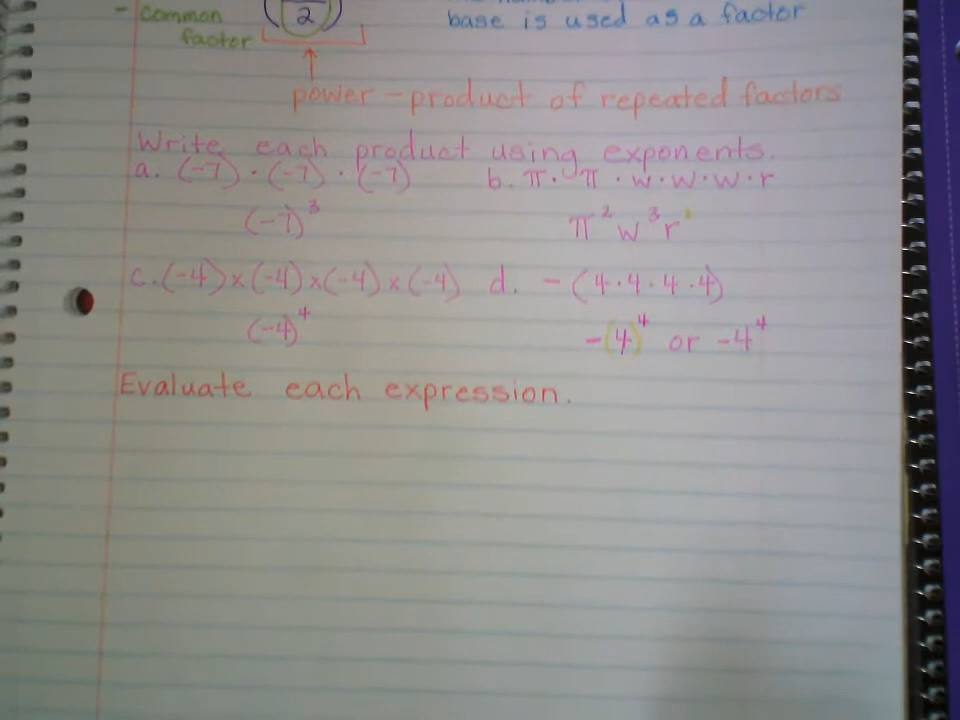 - common
2
base is used as a factor
factor
power - product of repeated factors
Write each product using exponents.
a. (-7) · (-7) · (-7) b. π · π · w · w · w · r
(-7)³ π²w³r¹
c. (-4) × (-4) × (-4) × (-4) d. - (4 · 4 · 4 · 4)
(-4)⁴ -(4)⁴ or -4⁴
Evaluate each expression.